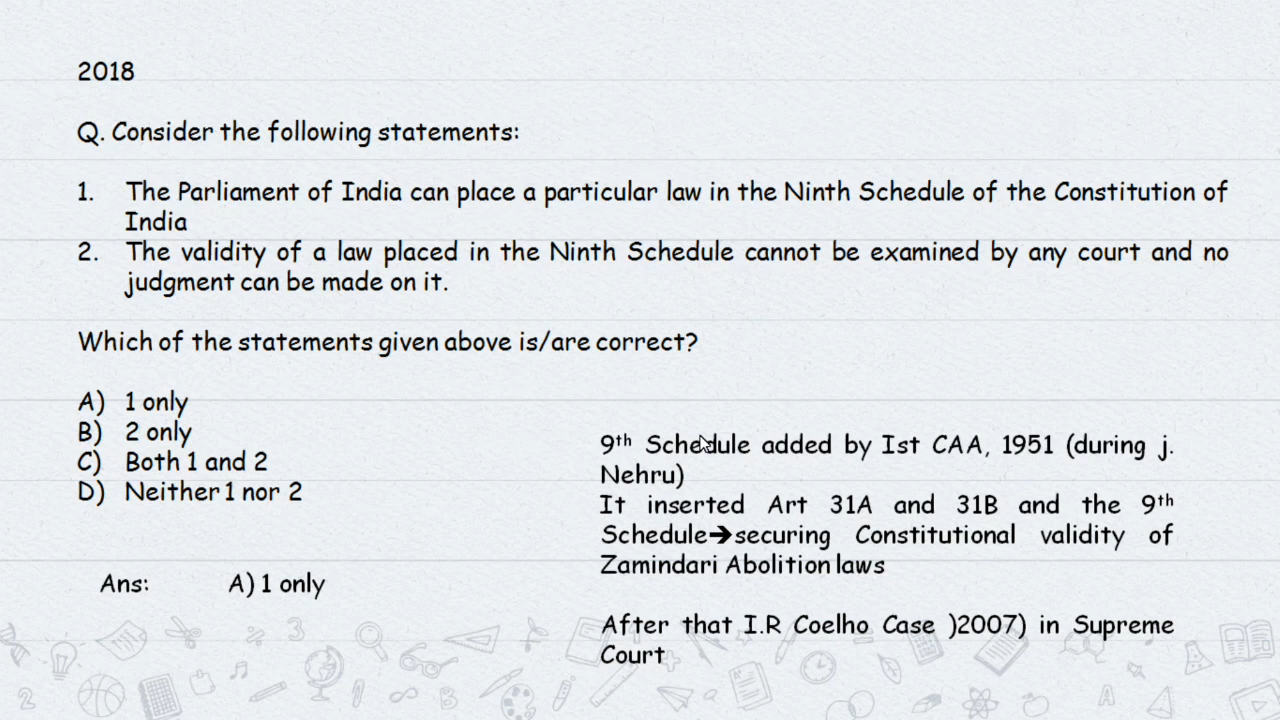 2018
Q. Consider the following statements:
1. The Parliament of India can place a particular law in the Ninth Schedule of the Constitution of
India
2. The validity of a law placed in the Ninth Schedule cannot be examined by any court and no
judgment can be made on it.
Which of the statements given above is/are correct?
A) 1 only
B) 2 only
C) Both 1 and 2
D) Neither 1 nor 2
Ans: A) 1 only
9th Schedule added by Ist CAA, 1951 (during j.
Nehru)
It inserted Art 31A and 31B and the 9th
Schedule➔securing Constitutional validity of
Zamindari Abolition laws
After that I.R Coelho Case )2007) in Supreme
Court